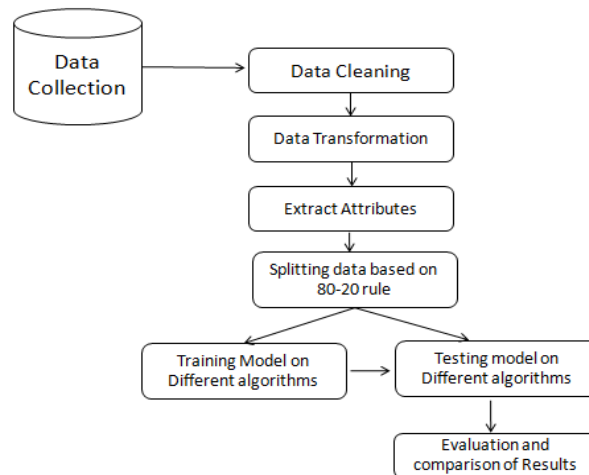 Data
Collection
Data Cleaning
Data Transformation
Extract Attributes
Splitting data based on
80-20 rule
Training Model on
Different algorithms
Testing model on
Different algorithms
Evaluation and
comparison of Results